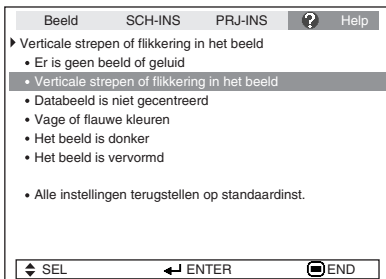 Beeld SCH-INS PRJ-INS ? Help
Verticale strepen of flikkering in het beeld
• Er is geen beeld of geluid
• Verticale strepen of flikkering in het beeld
• Databeeld is niet gecentreerd
• Vage of flauwe kleuren
• Het beeld is donker
• Het beeld is vervormd
• Alle instellingen terugstellen op standaardinst.
SEL ENTER END